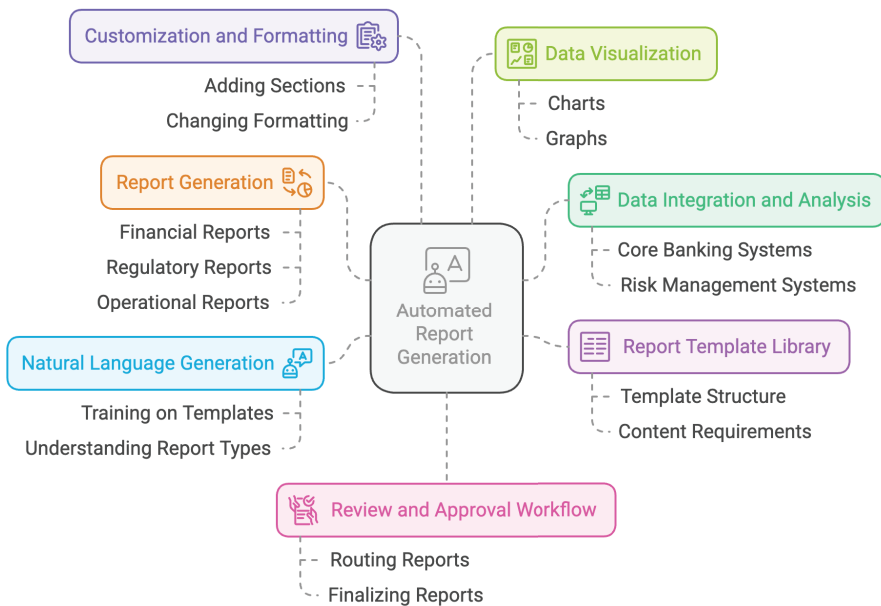 Customization and Formatting
Adding Sections
Changing Formatting
Data Visualization
Charts
Graphs
Report Generation
Financial Reports
Regulatory Reports
Operational Reports
Data Integration and Analysis
Core Banking Systems
Risk Management Systems
A
Automated
Report
Generation
Natural Language Generation
A
Training on Templates
Understanding Report Types
Report Template Library
Template Structure
Content Requirements
Review and Approval Workflow
Routing Reports
Finalizing Reports